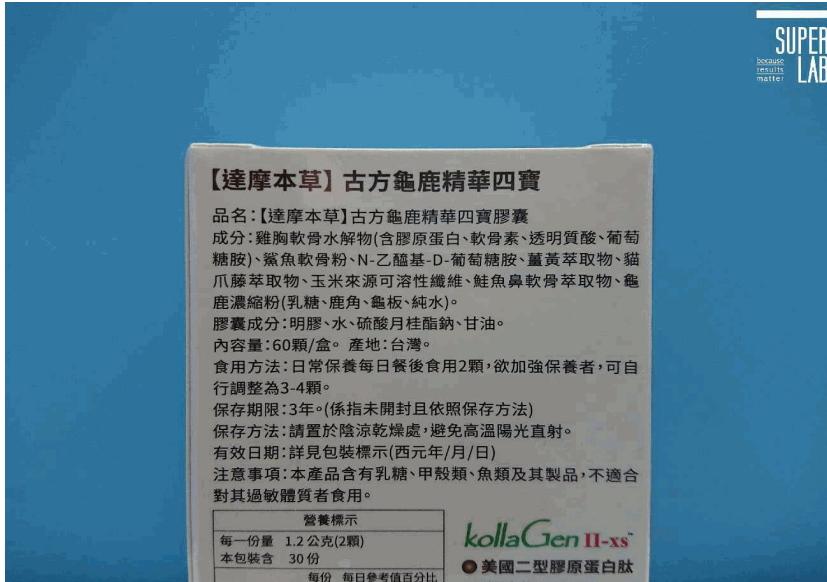 SUPER
because
results
matter
LAB
【達摩本草】古方龜鹿精華四寶
品名:【達摩本草】古方龜鹿精華四寶膠囊
成分:雞胸軟骨水解物(含膠原蛋白、軟骨素、透明質酸、葡萄
糖胺)、鯊魚軟骨粉、N-乙醯基-D-葡萄糖胺、薑黃萃取物、貓
爪藤萃取物、玉米來源可溶性纖維、鮭魚鼻軟骨萃取物、龜
鹿濃縮粉(乳糖、鹿角、龜板、純水)。
膠囊成分:明膠、水、硫酸月桂酯鈉、甘油。
內容量:60顆/盒。 產地:台灣。
食用方法:日常保養每日餐後食用2顆,欲加強保養者,可自
行調整為3-4顆。
保存期限:3年。(係指未開封且依照保存方法)
保存方法:請置於陰涼乾燥處,避免高溫陽光直射。
有效日期:詳見包裝標示(西元年/月/日)
注意事項:本產品含有乳糖、甲殼類、魚類及其製品,不適合
對其過敏體質者食用。
營養標示
每一份量 1.2 公克(2顆)
本包裝含 30 份
每份 每日參考值百分比
kollaGen II-xs™
美國二型膠原蛋白肽